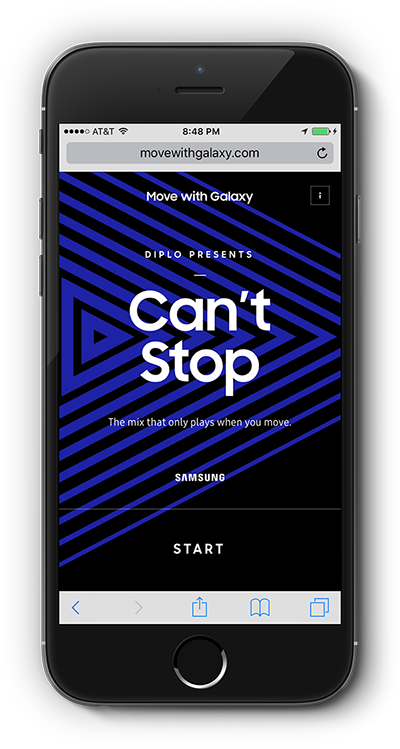 AT&T 8:48 PM
movewithgalaxy.com
Move with Galaxy
i
DIPLO PRESENTS
Can't
Stop
The mix that only plays when you move.
SAMSUNG
START